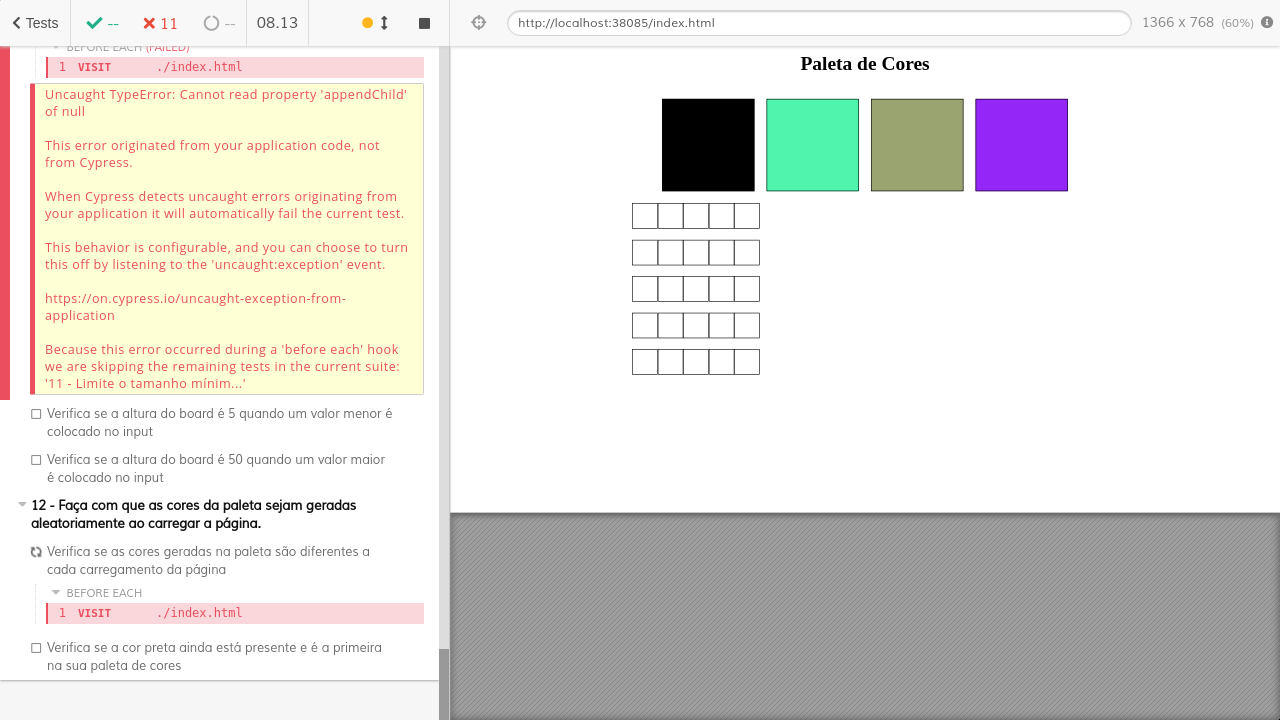 Tests
--
11
--
08.13
http://localhost:38085/index.html
1366 x 768 (60%)
BEFORE EACH (FAILED)
1 VISIT ./index.html
Uncaught TypeError: Cannot read property 'appendChild'
of null
This error originated from your application code, not
from Cypress.
When Cypress detects uncaught errors originating from
your application it will automatically fail the current test.
This behavior is configurable, and you can choose to turn
this off by listening to the 'uncaught:exception' event.
https://on.cypress.io/uncaught-exception-from-
application
Because this error occurred during a 'before each' hook
we are skipping the remaining tests in the current suite:
'11 - Limite o tamanho mínim...'
Verifica se a altura do board é 5 quando um valor menor é
colocado no input
Verifica se a altura do board é 50 quando um valor maior
é colocado no input
12 - Faça com que as cores da paleta sejam geradas
aleatoriamente ao carregar a página.
Verifica se as cores geradas na paleta são diferentes a
cada carregamento da página
BEFORE EACH
1 VISIT ./index.html
Verifica se a cor preta ainda está presente e é a primeira
na sua paleta de cores
Paleta de Cores